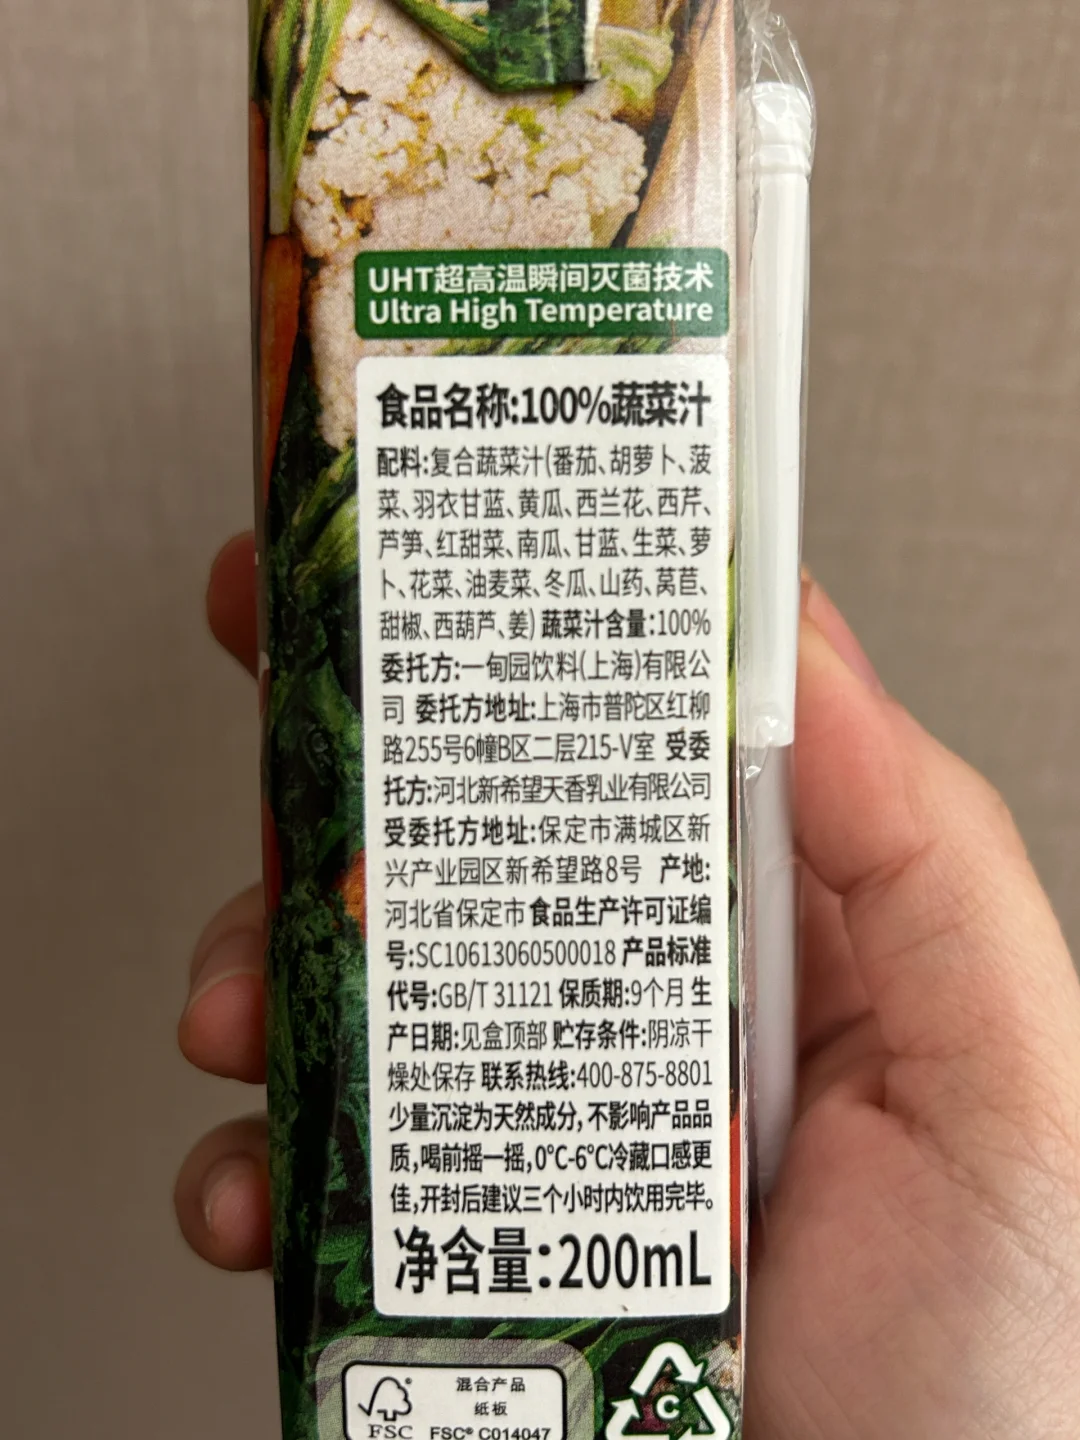 UHT超高温瞬间灭菌技术
Ultra High Temperature
食品名称:100%蔬菜汁
配料:复合蔬菜汁(番茄、胡萝卜、菠
菜、羽衣甘蓝、黄瓜、西兰花、西芹、
芦笋、红甜菜、南瓜、甘蓝、生菜、萝
卜、花菜、油麦菜、冬瓜、山药、莴苣、
甜椒、西葫芦、姜) 蔬菜汁含量:100%
委托方:一甸园饮料(上海)有限公
司 委托方地址:上海市普陀区红柳
路255号6幢B区二层215-V室 受委
托方:河北新希望天香乳业有限公司
受委托方地址:保定市满城区新
兴产业园区新希望路8号 产地:
河北省保定市 食品生产许可证编
号:SC10613060500018 产品标准
代号:GB/T 31121 保质期:9个月 生
产日期:见盒顶部 贮存条件:阴凉干
燥处保存 联系热线:400-875-8801
少量沉淀为天然成分,不影响产品品
质,喝前摇一摇,0℃-6℃冷藏口感更
佳,开封后建议三个小时内饮用完毕。
净含量:200mL
混合产品
纸板
FSC
FSC® C014047
C